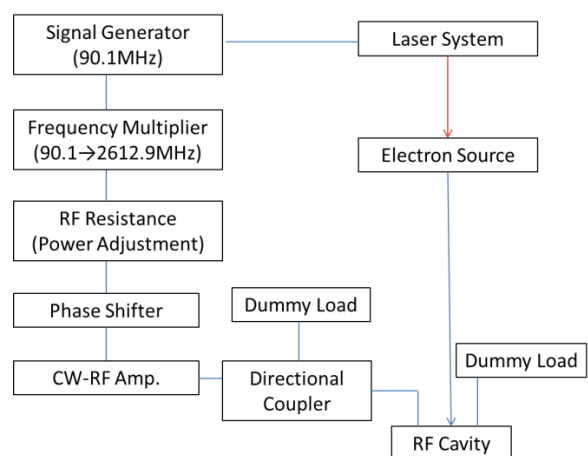 Signal Generator
(90.1MHz)
Laser System
Frequency Multiplier
(90.1→2612.9MHz)
Electron Source
RF Resistance
(Power Adjustment)
Phase Shifter
Dummy Load
CW-RF Amp.
Directional
Coupler
Dummy Load
RF Cavity